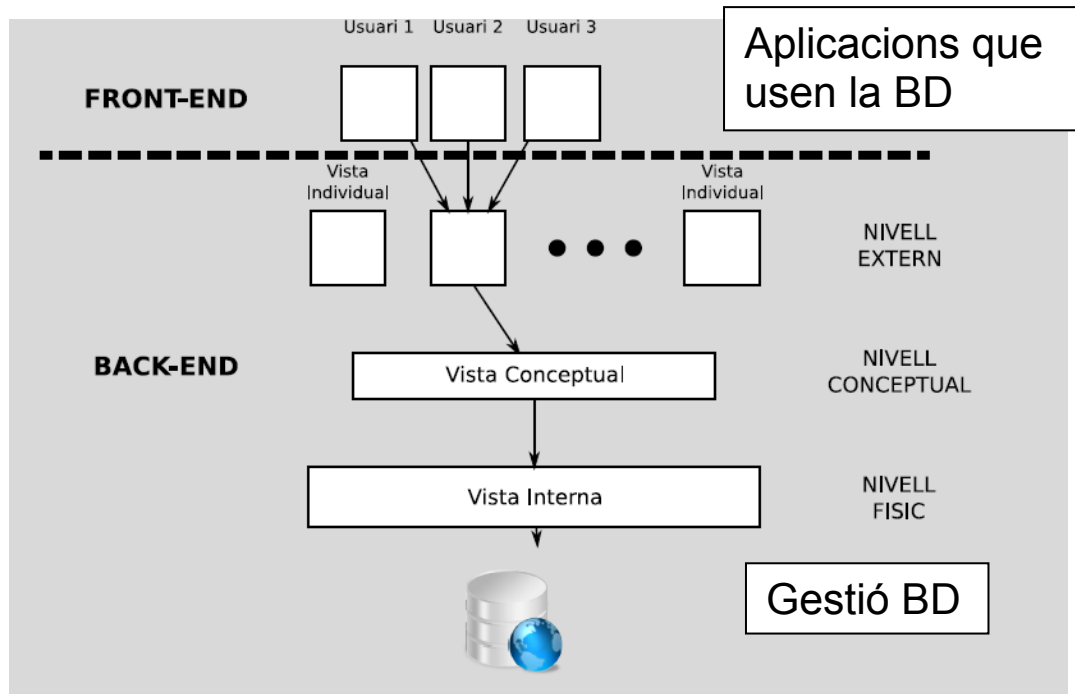 Usuari 1 Usuari 2 Usuari 3
Aplicacions que
usen la BD
FRONT-END
Vista
Individual
Vista
Individual
NIVELL
EXTERN
BACK-END
Vista Conceptual
NIVELL
CONCEPTUAL
Vista Interna
NIVELL
FISIC
Gestió BD